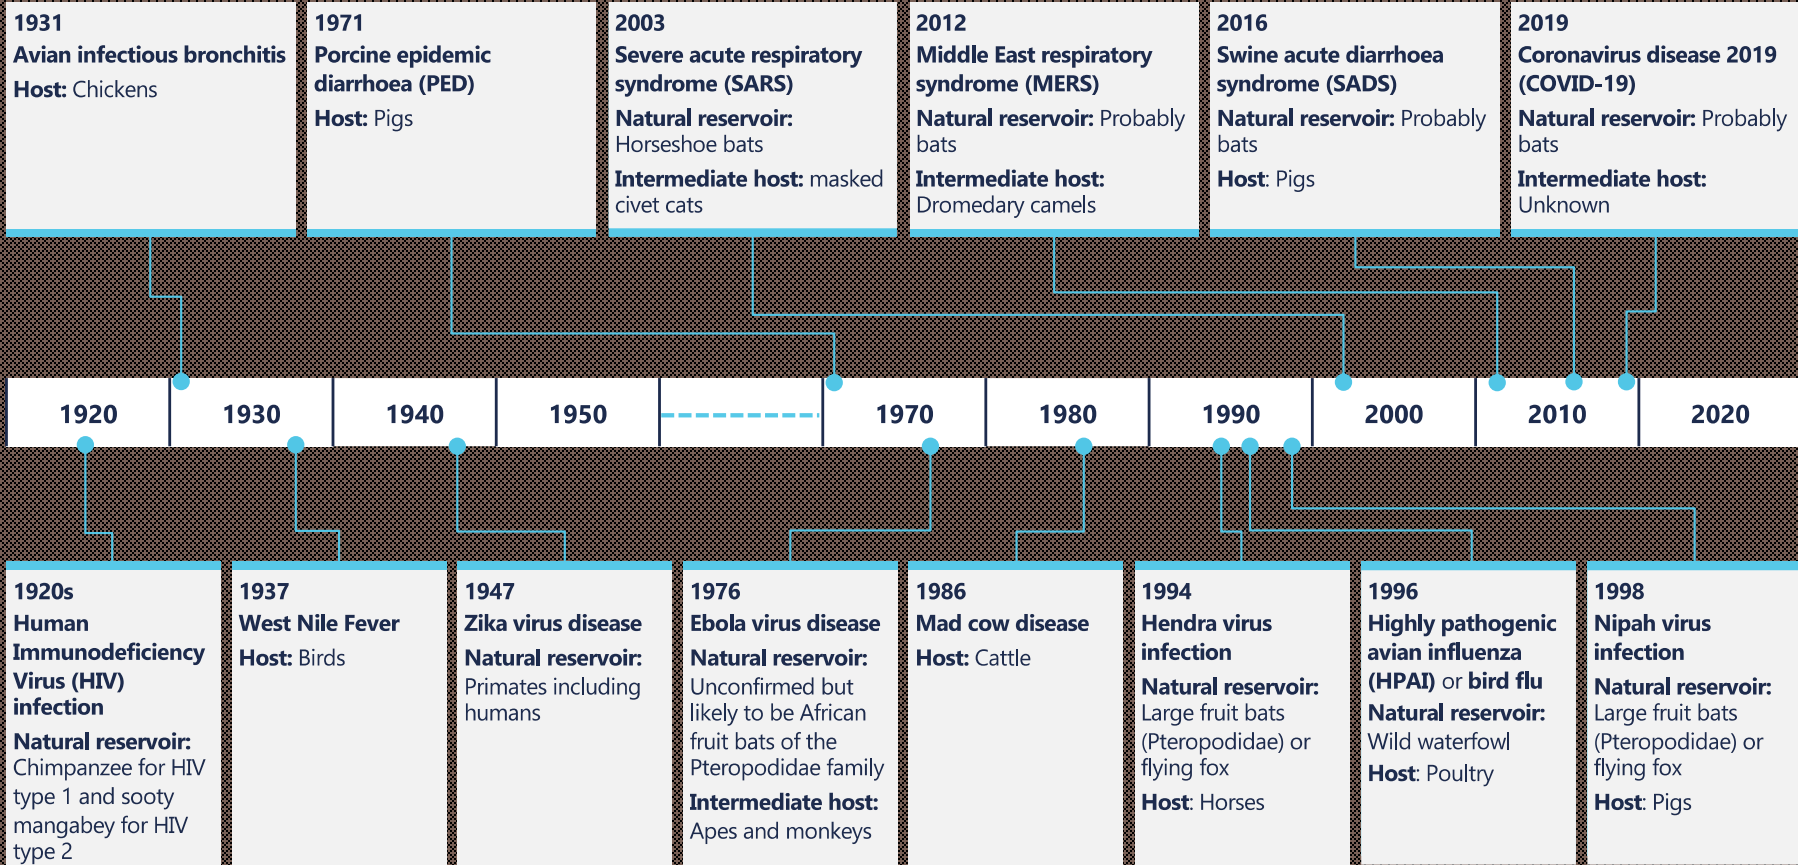 1931
Avian infectious bronchitis
Host: Chickens
1971
Porcine epidemic
diarrhoea (PED)
Host: Pigs
2003
Severe acute respiratory
syndrome (SARS)
Natural reservoir:
Horseshoe bats
Intermediate host: masked
civet cats
2012
Middle East respiratory
syndrome (MERS)
Natural reservoir: Probably
bats
Intermediate host:
Dromedary camels
2016
Swine acute diarrhoea
syndrome (SADS)
Natural reservoir: Probably
bats
Host: Pigs
2019
Coronavirus disease 2019
(COVID-19)
Natural reservoir: Probably
bats
Intermediate host:
Unknown
1920
1930
1940
1950
1970
1980
1990
2000
2010
2020
1920s
Human
Immunodeficiency
Virus (HIV)
infection
Natural reservoir:
Chimpanzee for HIV
type 1 and sooty
mangabey for HIV
type 2
1937
West Nile Fever
Host: Birds
1947
Zika virus disease
Natural reservoir:
Primates including
humans
1976
Ebola virus disease
Natural reservoir:
Unconfirmed but
likely to be African
fruit bats of the
Pteropodidae family
Intermediate host:
Apes and monkeys
1986
Mad cow disease
Host: Cattle
1994
Hendra virus
infection
Natural reservoir:
Large fruit bats
(Pteropodidae) or
flying fox
Host: Horses
1996
Highly pathogenic
avian influenza
(HPAI) or bird flu
Natural reservoir:
Wild waterfowl
Host: Poultry
1998
Nipah virus
infection
Natural reservoir:
Large fruit bats
(Pteropodidae) or
flying fox
Host: Pigs